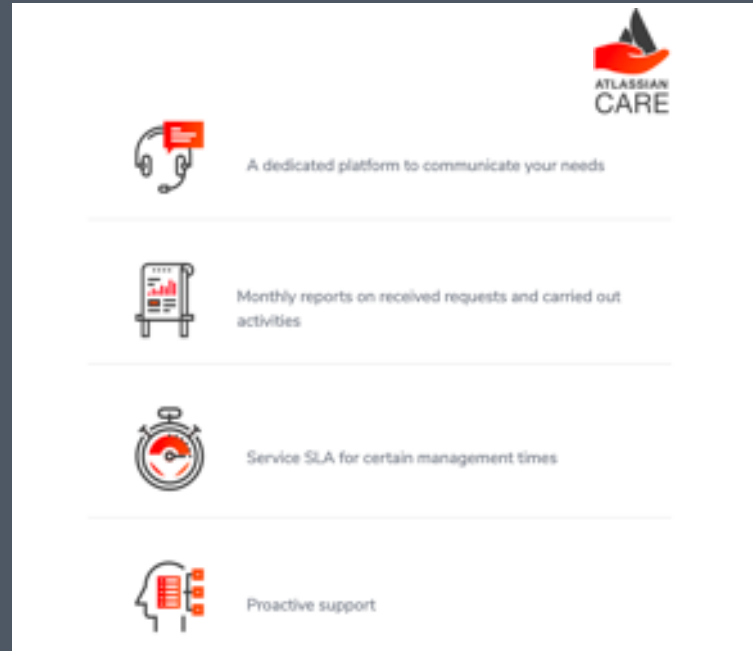 ATLASSIAN
CARE
A dedicated platform to communicate your needs
Monthly reports on received requests and carried out
activities
Service SLA for certain management times
Proactive support